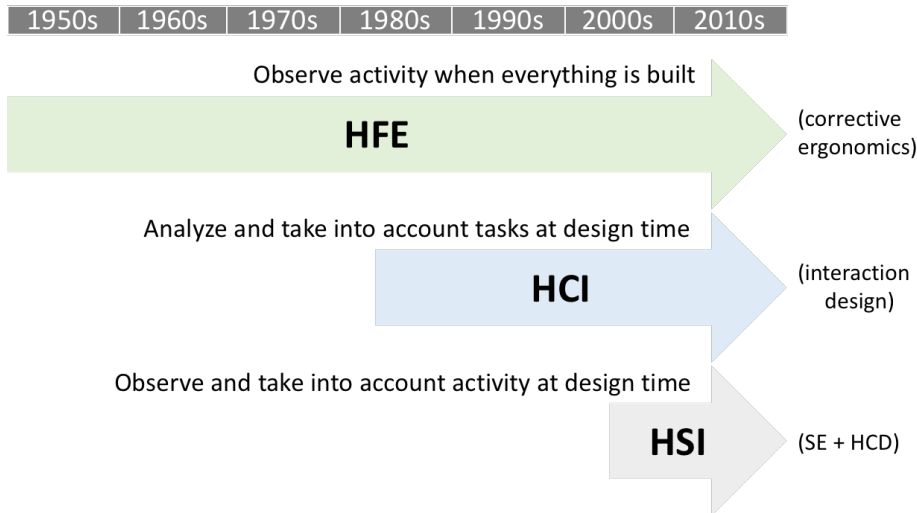 1950s 1960s 1970s 1980s 1990s 2000s 2010s
Observe activity when everything is built
HFE
(corrective
ergonomics)
Analyze and take into account tasks at design time
HCI
(interaction
design)
Observe and take into account activity at design time
HSI
(SE + HCD)